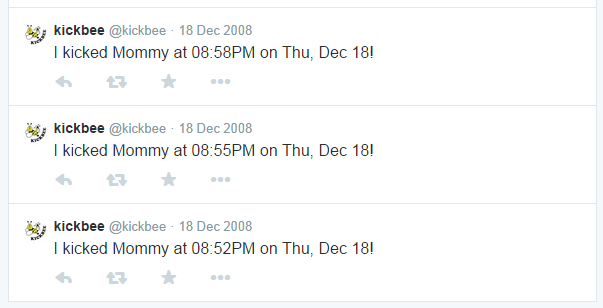 kickbee @kickbee · 18 Dec 2008
I kicked Mommy at 08:58PM on Thu, Dec 18!
kickbee @kickbee · 18 Dec 2008
I kicked Mommy at 08:55PM on Thu, Dec 18!
kickbee @kickbee · 18 Dec 2008
I kicked Mommy at 08:52PM on Thu, Dec 18!